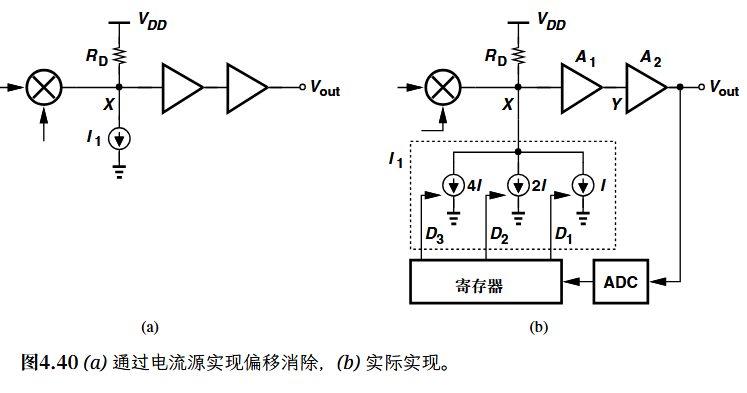 V_DD
R_D
X
I_1
V_out
(a)
V_DD
R_D
A_1
A_2
X
Y
V_out
I_1
4I
2I
I
D_3
D_2
D_1
寄存器
ADC
(b)
图4.40 (a) 通过电流源实现偏移消除，(b) 实际实现。